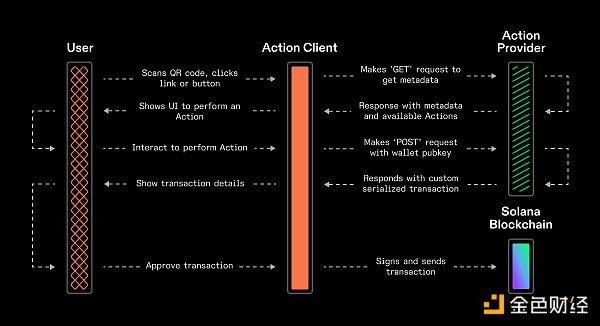 User
Action Client
Action
Provider
Scans QR code, clicks
link or button
Makes 'GET' request to
get metadata
Shows UI to perform an
Action
Response with metadata
and available Actions
Interact to perform Action
Makes 'POST' request
with wallet pubkey
Show transaction details
Responds with custom
serialized transaction
Solana
Blockchain
Approve transaction
Signs and sends
transaction
金色财经